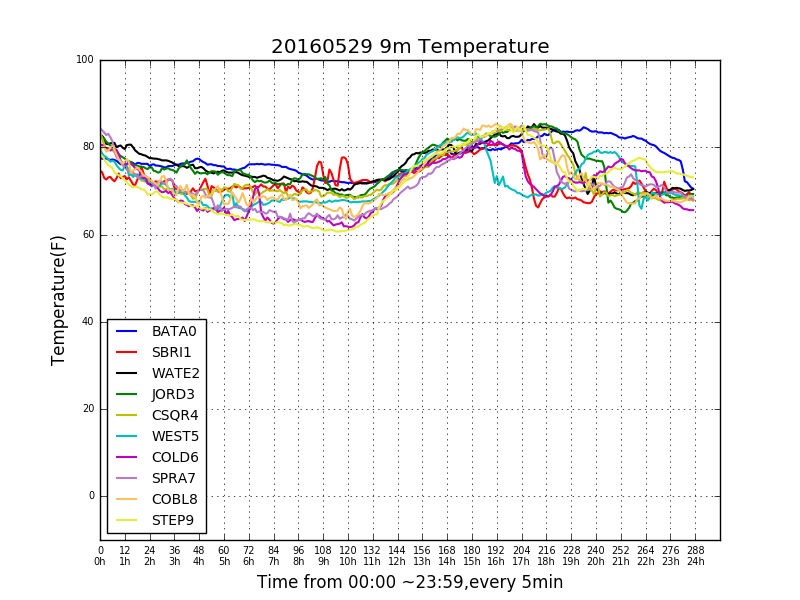 20160529 9m Temperature
100
80
60
40
20
0
Temperature(F)
BATA0
SBRI1
WATE2
JORD3
CSQR4
WEST5
COLD6
SPRA7
COBL8
STEP9
0 12 24 36 48 60 72 84 96 108 120 132 144 156 168 180 192 204 216 228 240 252 264 276 288
0h 1h 2h 3h 4h 5h 6h 7h 8h 9h 10h 11h 12h 13h 14h 15h 16h 17h 18h 19h 20h 21h 22h 23h 24h
Time from 00:00 ~23:59,every 5min